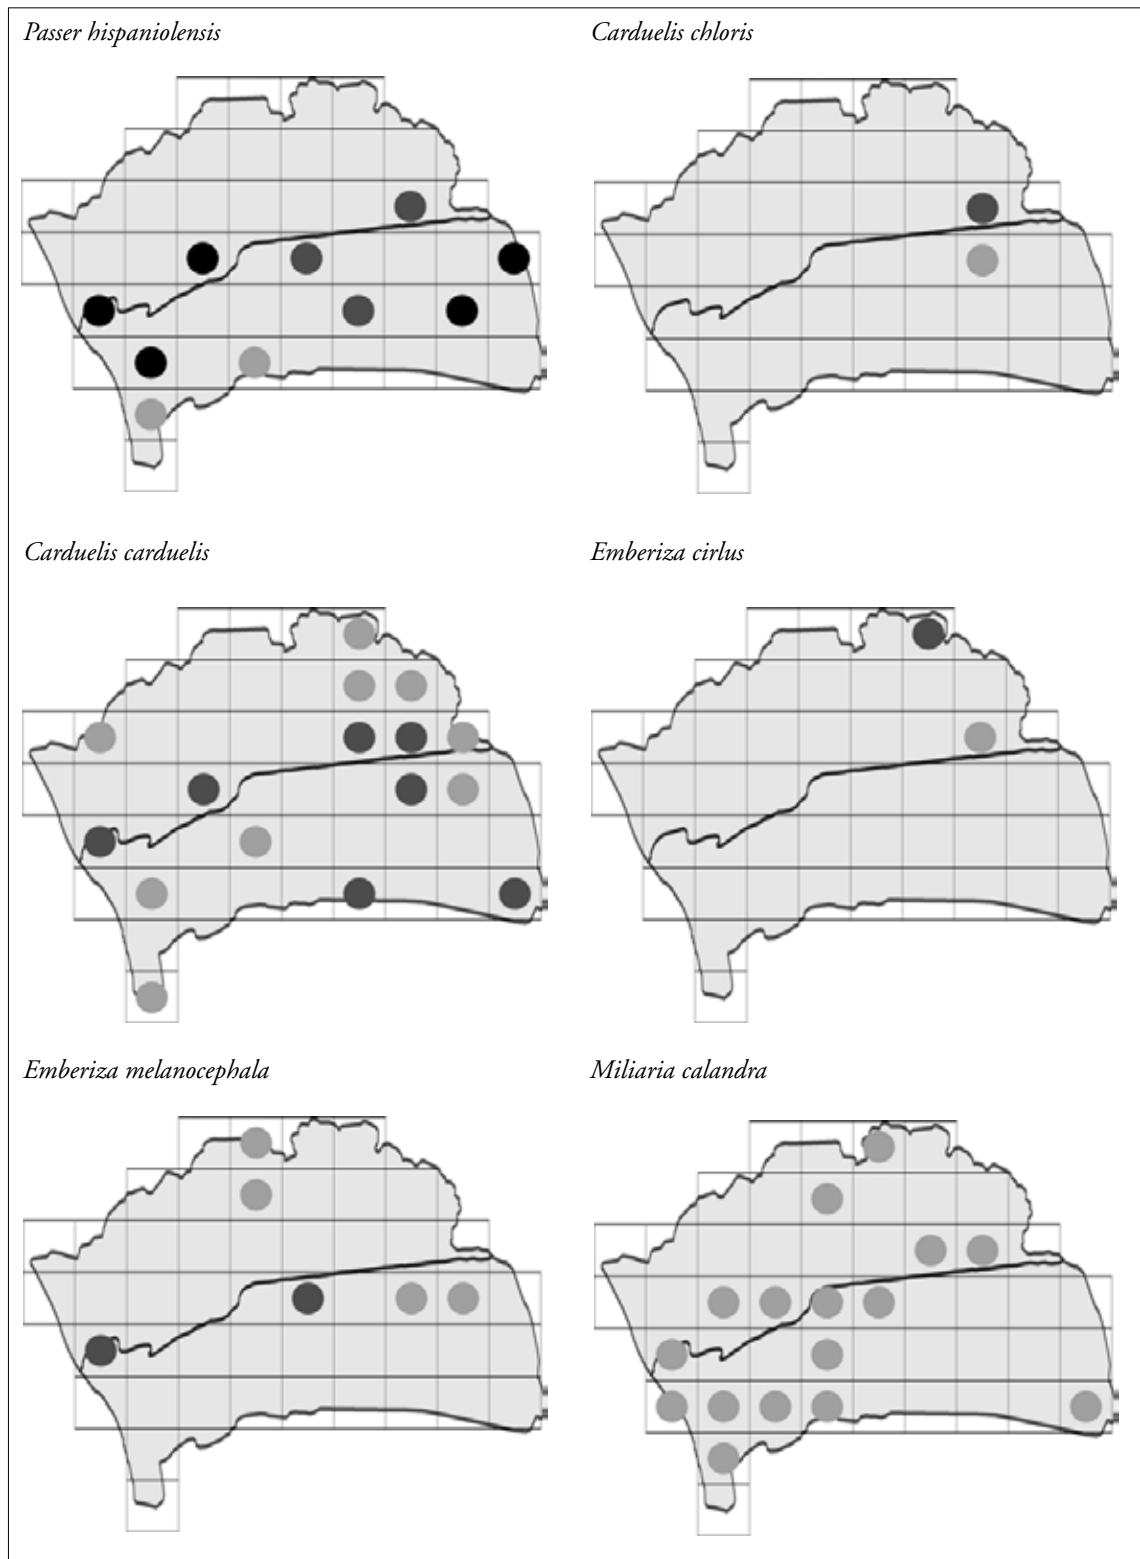 Passer hispaniolensis
Carduelis chloris
Carduelis carduelis
Emberiza cirlus
Emberiza melanocephala
Miliaria calandra